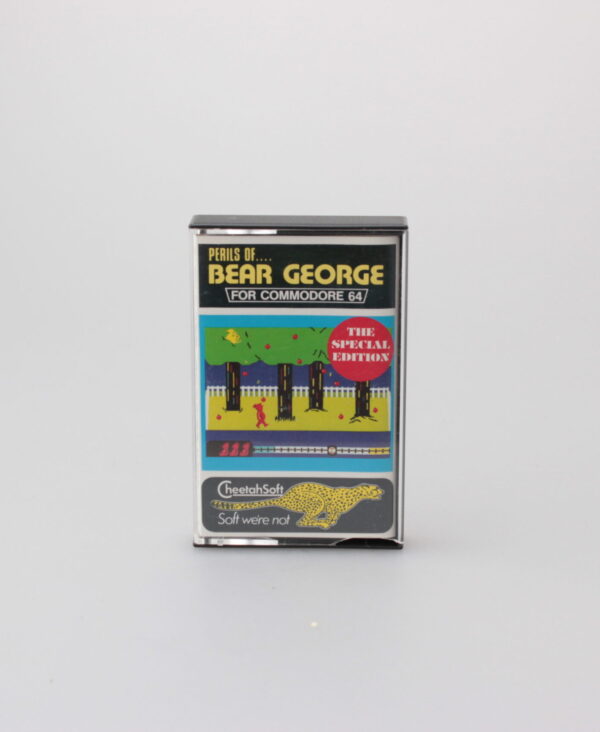 PERILS OF....
BEAR GEORGE
FOR COMMODORE 64
THE
SPECIAL
EDITION
CheetahSoft
Soft we're not